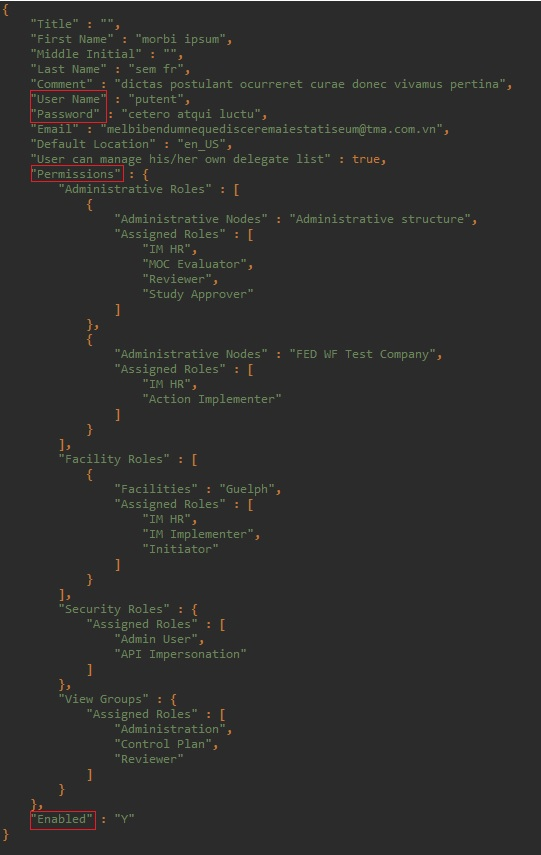 {
"Title" : "",
"First Name" : "morbi ipsum",
"Middle Initial" : "",
"Last Name" : "sem fr",
"Comment" : "dictas postulant ocurreret curae donec vivamus pertina",
"User Name" : "putent",
"Password" : "cetero atqui luctu",
"Email" : "melbibendumnequedisceremaiestatiseum@tma.com.vn",
"Default Location" : "en_US",
"User can manage his/her own delegate list" : true,
"Permissions" : {
"Administrative Roles" : [
{
"Administrative Nodes" : "Administrative structure",
"Assigned Roles" : [
"IM HR",
"MOC Evaluator",
"Reviewer",
"Study Approver"
]
},
{
"Administrative Nodes" : "FED WF Test Company",
"Assigned Roles" : [
"IM HR",
"Action Implementer"
]
}
],
"Facility Roles" : [
{
"Facilities" : "Guelph",
"Assigned Roles" : [
"IM HR",
"IM Implementer",
"Initiator"
]
}
],
"Security Roles" : {
"Assigned Roles" : [
"Admin User",
"API Impersonation"
]
},
"View Groups" : {
"Assigned Roles" : [
"Administration",
"Control Plan",
"Reviewer"
]
}
},
"Enabled" : "Y"
}